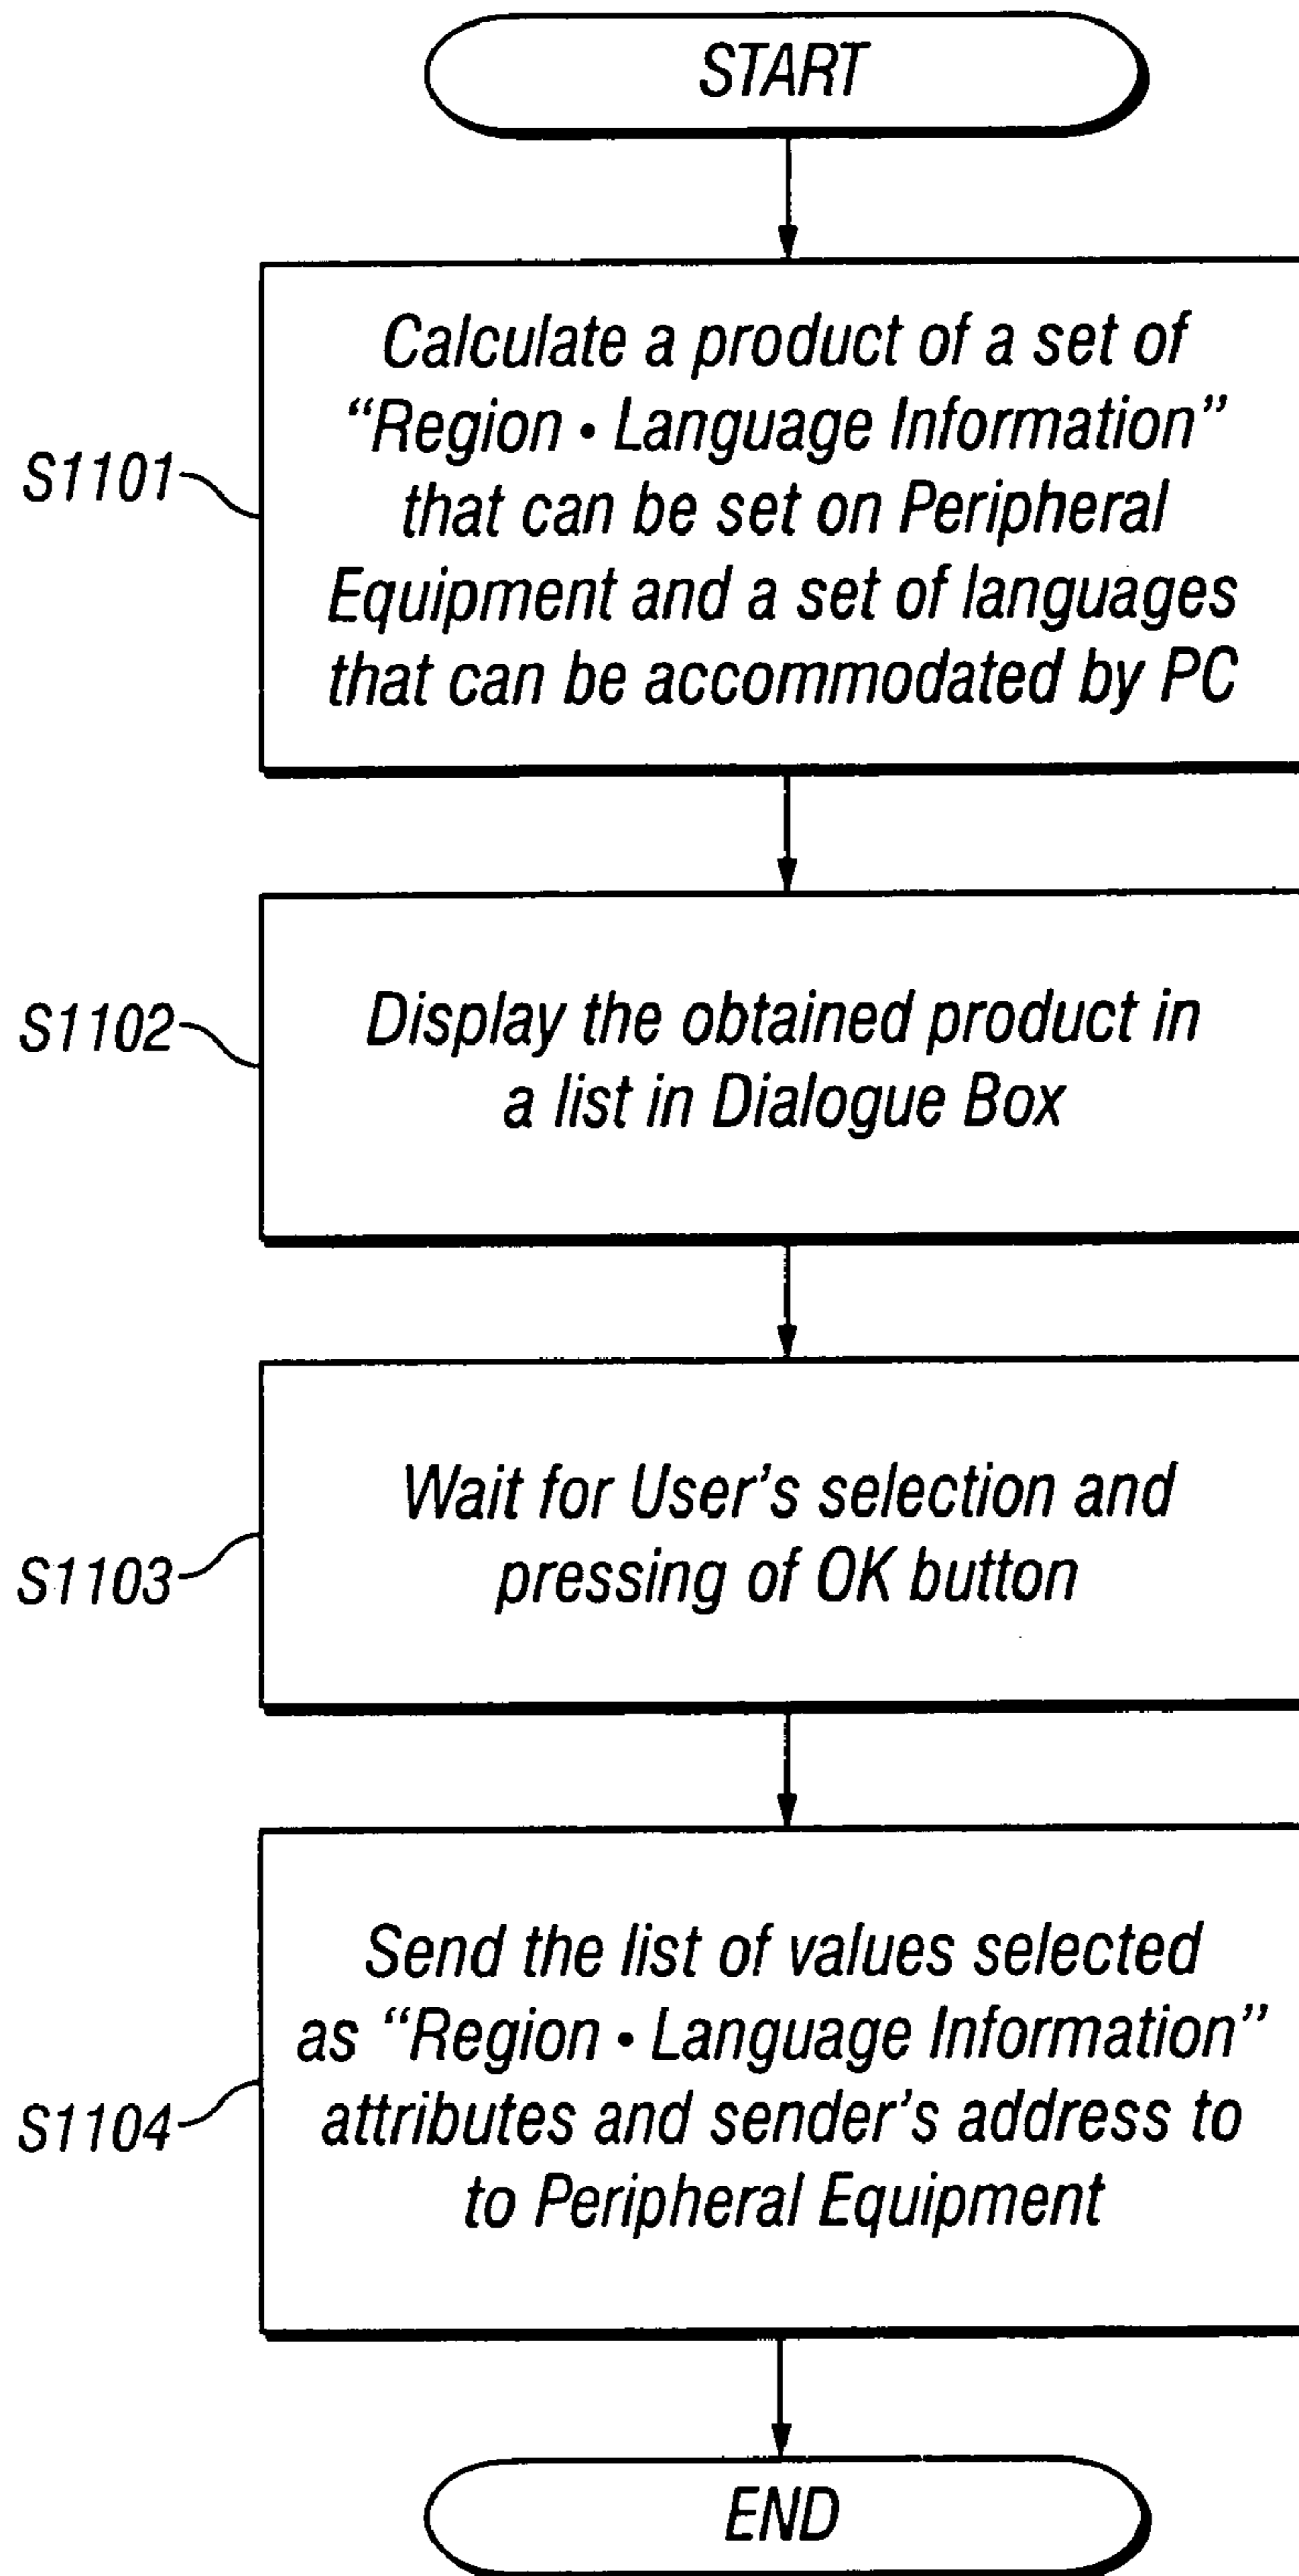 START
S1101
Calculate a product of a set of
“Region • Language Information”
that can be set on Peripheral
Equipment and a set of languages
that can be accommodated by PC
S1102
Display the obtained product in
a list in Dialogue Box
S1103
Wait for User’s selection and
pressing of OK button
S1104
Send the list of values selected
as “Region • Language Information”
attributes and sender’s address to
to Peripheral Equipment
END